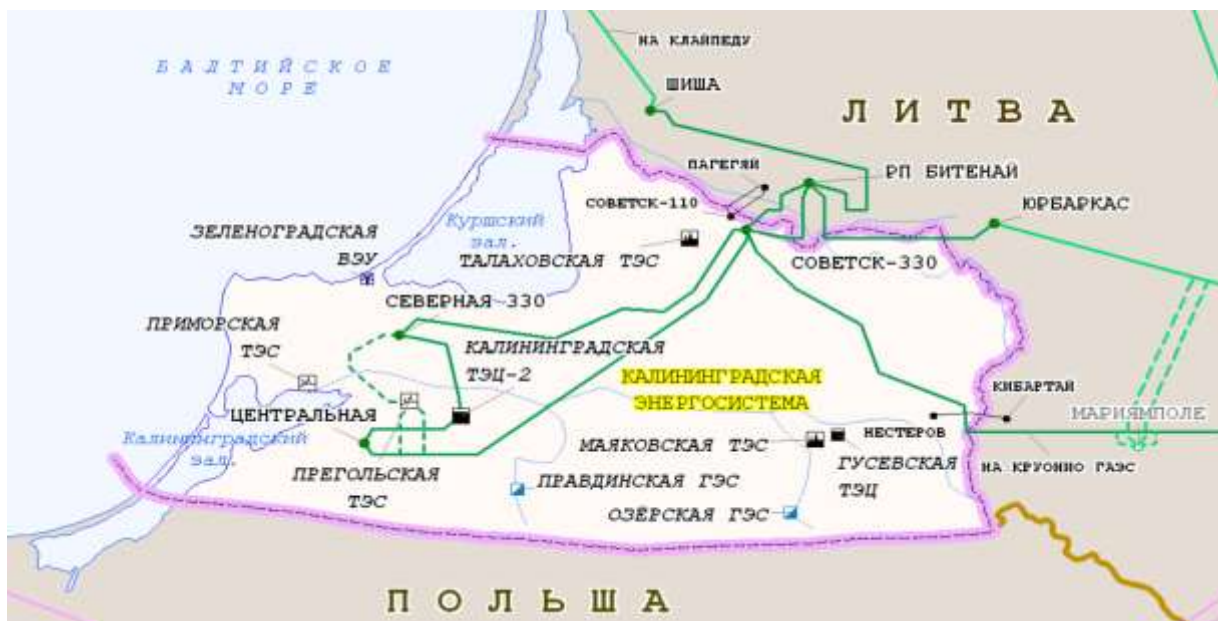 НА КЛАЙПЕДУ
БАЛТИЙСКОЕ
МОРЕ
ШИША
ЛИТВА
ПАГЕГЯЙ
РП БИТЕНАЙ
СОВЕТСК-110
ЮРБАРКАС
Куршский
зал.
ЗЕЛЕНОГРАДСКАЯ
ВЭУ
ТАЛАХОВСКАЯ ТЭС
СОВЕТСК-330
СЕВЕРНАЯ 330
ПРИМОРСКАЯ
ТЭС
КАЛИНИНГРАДСКАЯ
ТЭЦ-2
КАЛИНИНГРАДСКАЯ
ЭНЕРГОСИСТЕМА
КИБАРТАЙ
МАРИЯМПОЛЕ
ЦЕНТРАЛЬНАЯ
Калининградский
зал.
МАЯКОВСКАЯ ТЭС
НЕСТЕРОВ
ГУСЕВСКАЯ
ТЭЦ
НА КРУОНИО ГАЭС
ПРЕГОЛЬСКАЯ
ТЭС
ПРАВДИНСКАЯ ГЭС
ОЗЁРСКАЯ ГЭС
ПОЛЬША